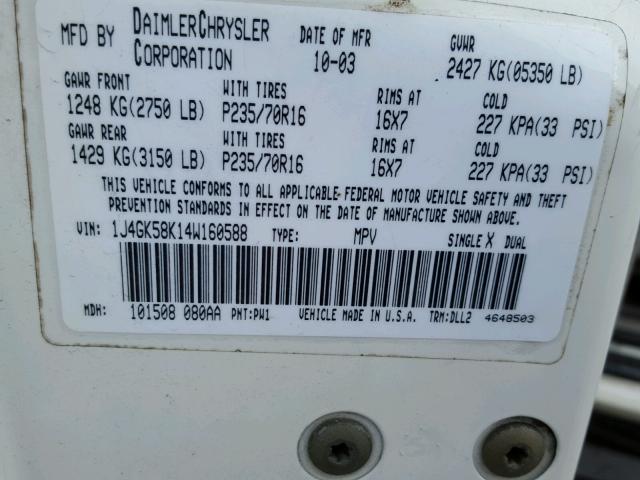 MFD BY DAIMLERCHRYSLER CORPORATION DATE OF MFR 10-03 GVWR 2427 KG(05350 LB)
GAWR FRONT WITH TIRES RIMS AT COLD
1248 KG(2750 LB) P235/70R16 16X7 227 KPA(33 PSI)
GAWR REAR WITH TIRES RIMS AT COLD
1429 KG(3150 LB) P235/70R16 16X7 227 KPA(33 PSI)
THIS VEHICLE CONFORMS TO ALL APPLICABLE FEDERAL MOTOR VEHICLE SAFETY AND THEFT
PREVENTION STANDARDS IN EFFECT ON THE DATE OF MANUFACTURE SHOWN ABOVE.
VIN: 1J4GK58K14W160588 TYPE: MPV SINGLE X DUAL
MDH: 101508 080AA PNT:PW1 VEHICLE MADE IN U.S.A. TRM:DLL2 4648503